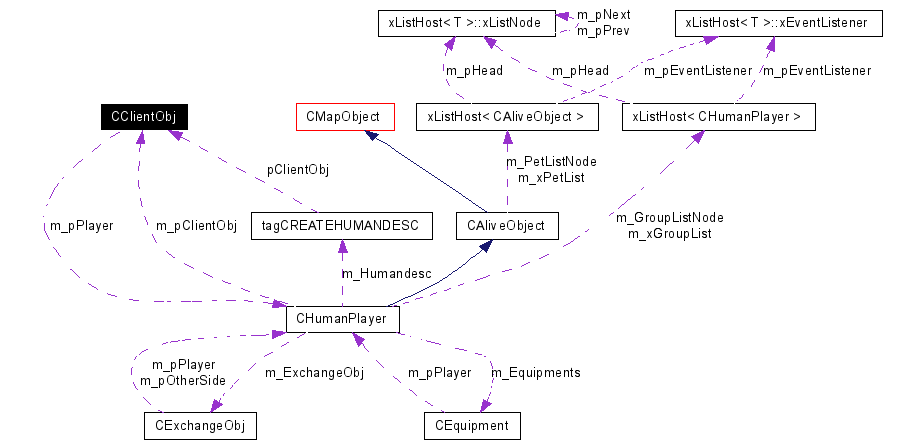 m_pNext
xListHost< T >::xListNode
xListHost< T >::xEventListener
m_pPrev
m_pHead
m_pHead
m_pEventListener
m_pEventListener
CClientObj
CMapObject
xListHost< CAliveObject >
xListHost< CHumanPlayer >
pClientObj
m_PetListNode
m_xPetList
m_pPlayer
m_pClientObj
tagCREATEHUMANDESC
CAliveObject
m_GroupListNode
m_xGroupList
m_Humandesc
CHumanPlayer
m_pPlayer
m_pOtherSide
m_ExchangeObj
m_pPlayer
m_Equipments
CExchangeObj
CEquipment